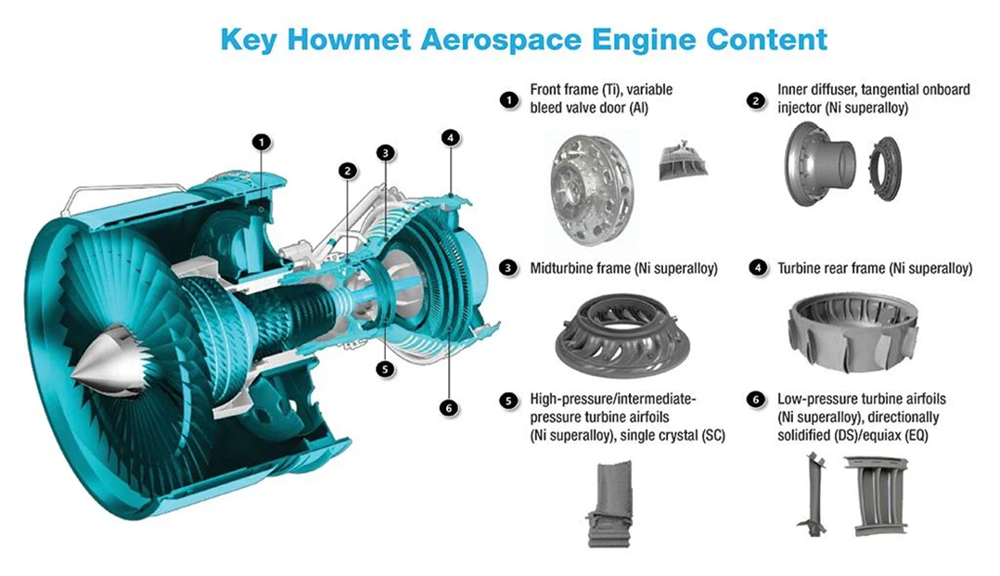 Key Howmet Aerospace Engine Content
1
2
3
4
5
6
1
Front frame (Ti), variable
bleed valve door (Al)
2
Inner diffuser, tangential onboard
injector (Ni superalloy)
3
Midturbine frame (Ni superalloy)
4
Turbine rear frame (Ni superalloy)
5
High-pressure/intermediate-
pressure turbine airfoils
(Ni superalloy), single crystal (SC)
6
Low-pressure turbine airfoils
(Ni superalloy), directionally
solidified (DS)/equiax (EQ)